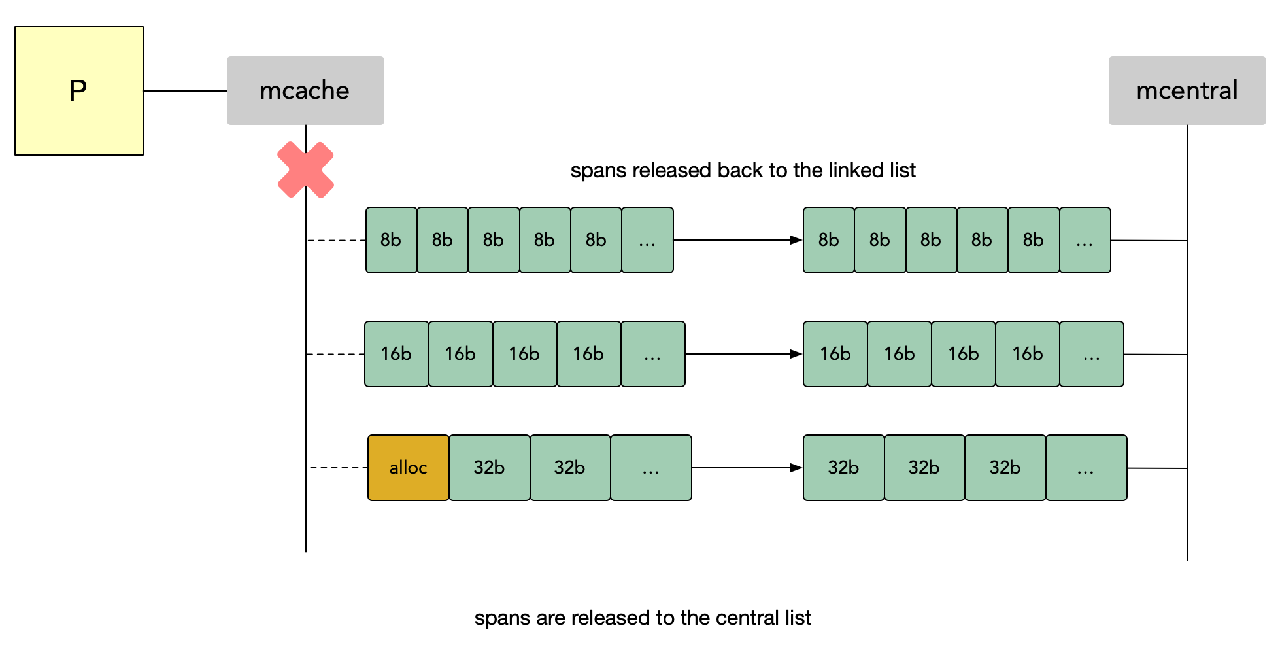 P
mcache
mcentral
spans released back to the linked list
8b 8b 8b 8b 8b ... 8b 8b 8b 8b 8b ...
16b 16b 16b 16b ... 16b 16b 16b 16b ...
alloc 32b 32b ... 32b 32b 32b ...
spans are released to the central list